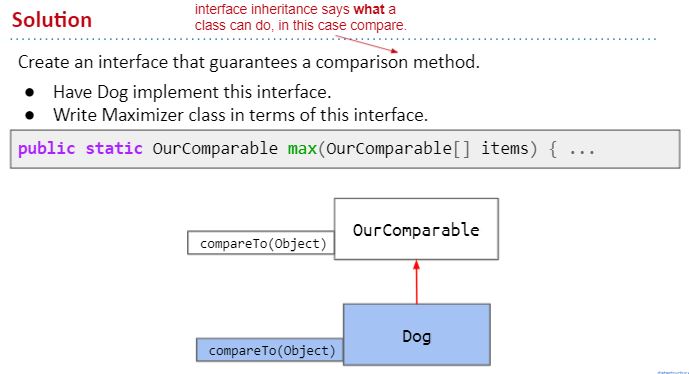 interface inheritance says what a
class can do, in this case compare.
Solution
Create an interface that guarantees a comparison method.
● Have Dog implement this interface.
● Write Maximizer class in terms of this interface.
public static OurComparable max(OurComparable[] items) { ...
OurComparable
compareTo(Object)
Dog
compareTo(Object)